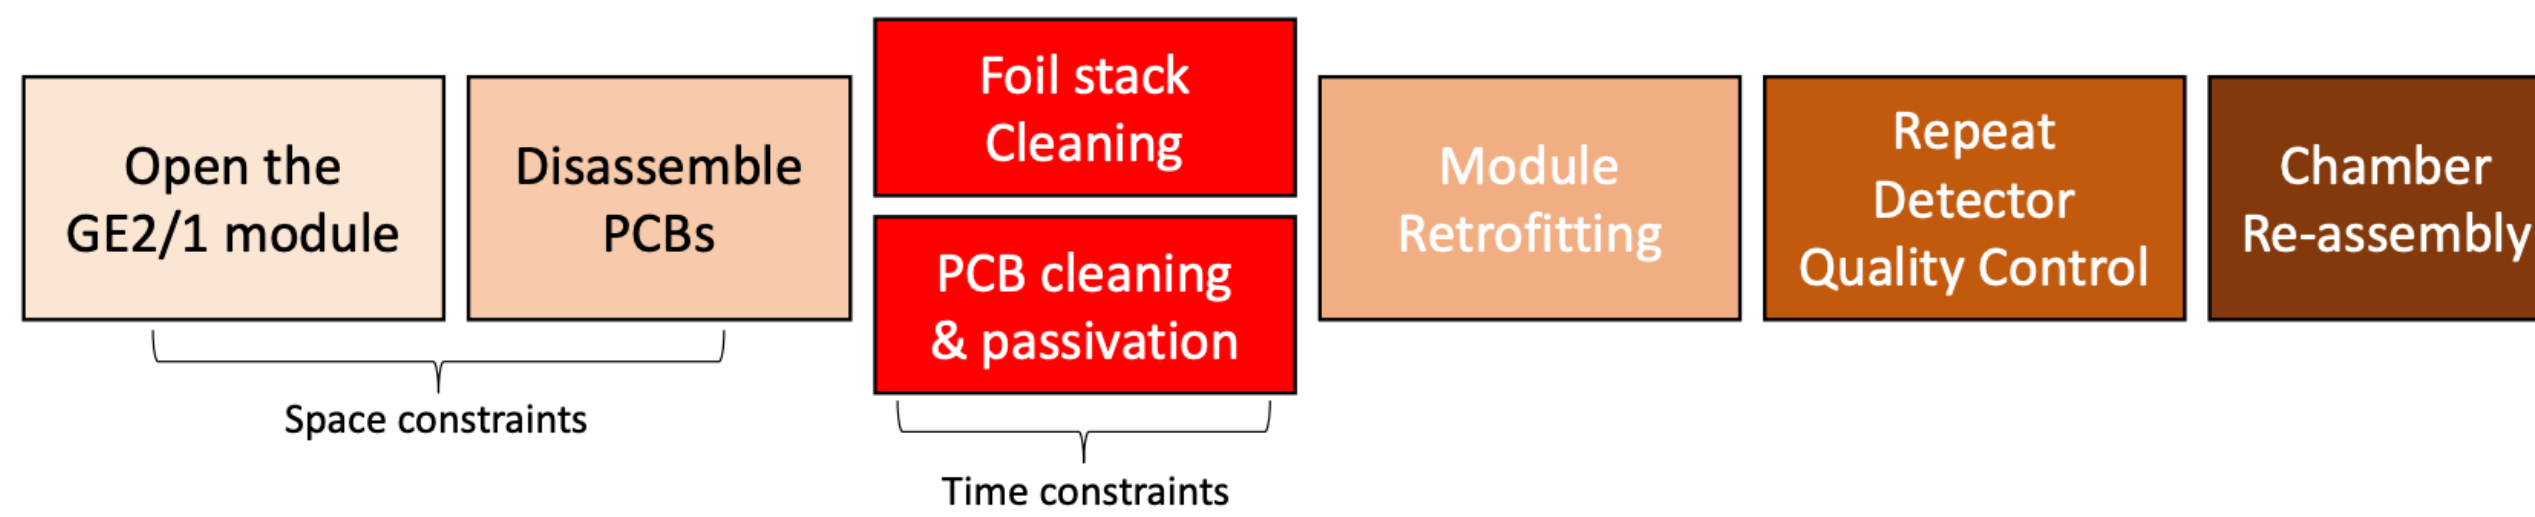 Open the
GE2/1 module
Disassemble
PCBs
Foil stack
Cleaning
PCB cleaning
& passivation
Module
Retrofitting
Repeat
Detector
Quality Control
Chamber
Re-assembly
Space constraints
Time constraints